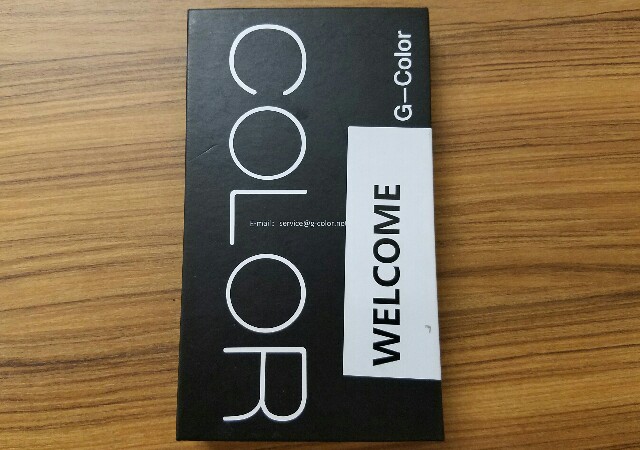 COLOR
G-Color
E-mail: service@g-color.net
WELCOME